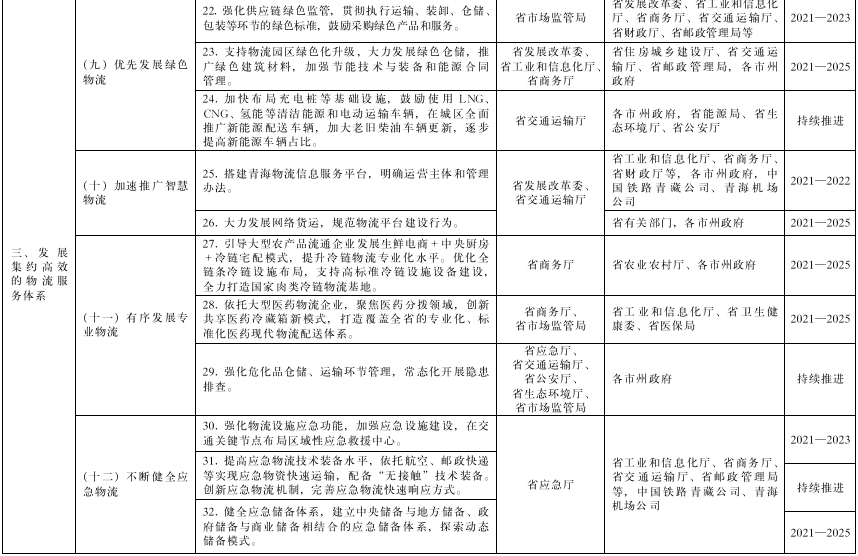 三、发展
集约高效
的物流服
务体系
(九)优先发展绿色
物流
22. 强化供应链绿色监管，贯彻执行运输、装卸、仓储、
包装等环节的绿色标准，鼓励采购绿色产品和服务。
省市场监管局
省发展改革委、省工业和信息化
厅、省商务厅、省交通运输厅、
省财政厅、省邮政管理局等
2021—2023
23. 支持物流园区绿色化升级，大力发展绿色仓储，推
广绿色建筑材料，加强节能技术与装备和能源合同
管理。
省发展改革委、
省工业和信息化厅、
省商务厅
省住房城乡建设厅、省交通运
输厅、省邮政管理局，各市州
政府
2021—2025
24. 加快布局充电桩等基础设施，鼓励使用 LNG、
CNG、氢能等清洁能源和电动运输车辆，在城区全面
推广新能源配送车辆，加大老旧柴油车辆更新，逐步
提高新能源车辆占比。
省交通运输厅
各市州政府，省能源局、省生
态环境厅、省公安厅
持续推进
(十)加速推广智慧
物流
25. 搭建青海物流信息服务平台，明确运营主体和管理
办法。
省发展改革委、
省交通运输厅
省工业和信息化厅、省商务厅、
省财政厅等，各市州政府，中
国铁路青藏公司、青海机场
公司
2021—2022
26. 大力发展网络货运，规范物流平台建设行为。
省有关部门，各市州政府
2021—2025
(十一)有序发展专
业物流
27. 引导大型农产品流通企业发展生鲜电商+中央厨房
+冷链宅配模式，提升冷链物流专业化水平。优化全
链条冷链设施布局，支持高标准冷链设施设备建设，
全力打造国家肉类冷链物流基地。
省商务厅
省农业农村厅、各市州政府
2021—2025
28. 依托大型医药物流企业，聚焦医药分拨领域，创新
共享医药冷藏箱新模式，打造覆盖全省的专业化、标
准化医药现代物流配送体系。
省商务厅、
省市场监管局
省工业和信息化厅、省卫生健
康委、省医保局
2021—2025
29. 强化危化品仓储、运输环节管理，常态化开展隐患
排查。
省应急厅、
省交通运输厅、
省公安厅、
省生态环境厅、
省市场监管局
各市州政府
持续推进
(十二)不断健全应
急物流
30. 强化物流设施应急功能，加强应急设施建设，在交
通关键节点布局区域性应急救援中心。
省应急厅
省工业和信息化厅、省商务厅、
省交通运输厅、省邮政管理局
等，中国铁路青藏公司、青海
机场公司
2021—2023
31. 提高应急物流技术装备水平，依托航空、邮政快递
等实现应急物资快速运输，配备“无接触”技术装备。
创新应急物流机制，完善应急物流快速响应方式。
持续推进
32. 健全应急储备体系，建立中央储备与地方储备、政
府储备与商业储备相结合的应急储备体系，探索动态
储备模式。
2021—2025